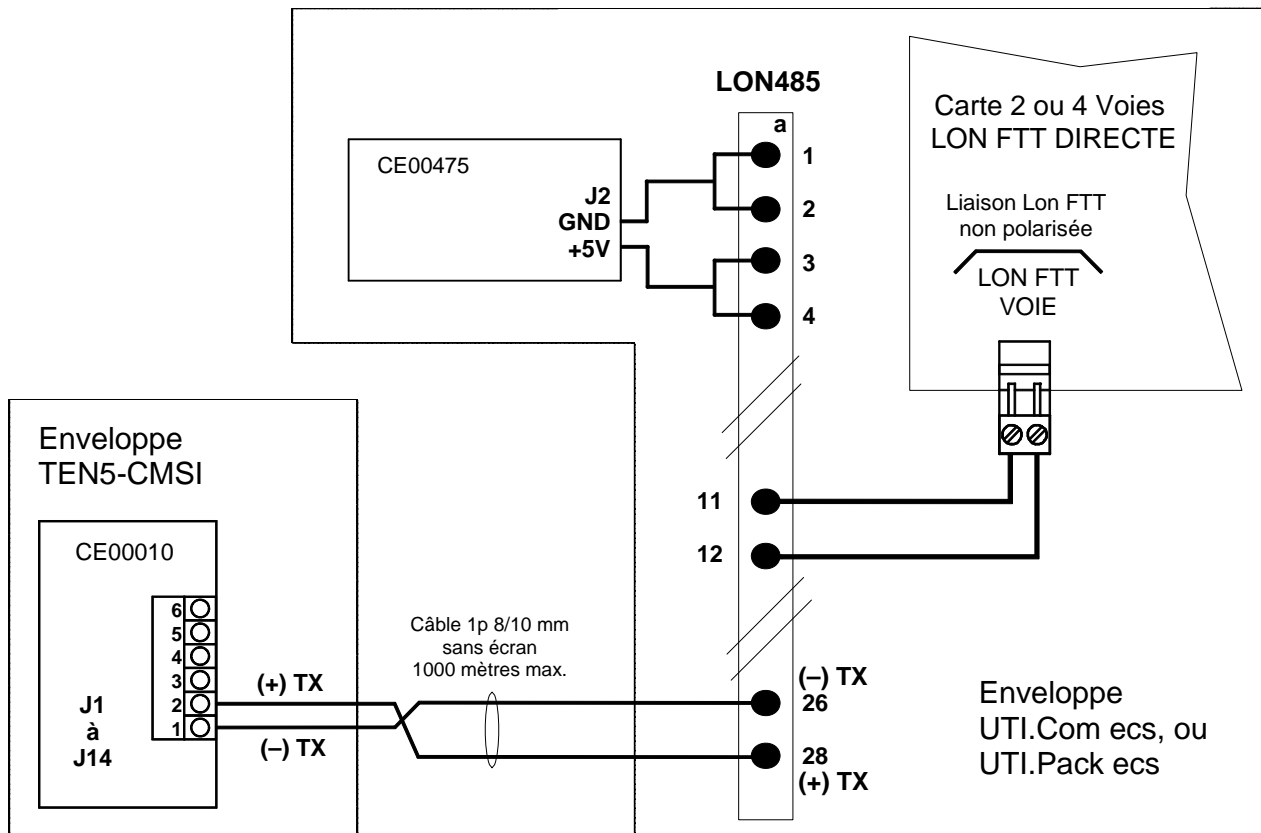 LON485
a
1
2
3
4
CE00475
J2
GND
+5V
Carte 2 ou 4 Voies
LON FTT DIRECTE
Liaison Lon FTT
non polarisée
LON FTT
VOIE
11
12
Enveloppe
TEN5-CMSI
CE00010
6
5
4
3
2
1
J1
à
J14
(+) TX
(–) TX
Câble 1p 8/10 mm
sans écran
1000 mètres max.
(–) TX
26
28
(+) TX
Enveloppe
UTI.Com ecs, ou
UTI.Pack ecs